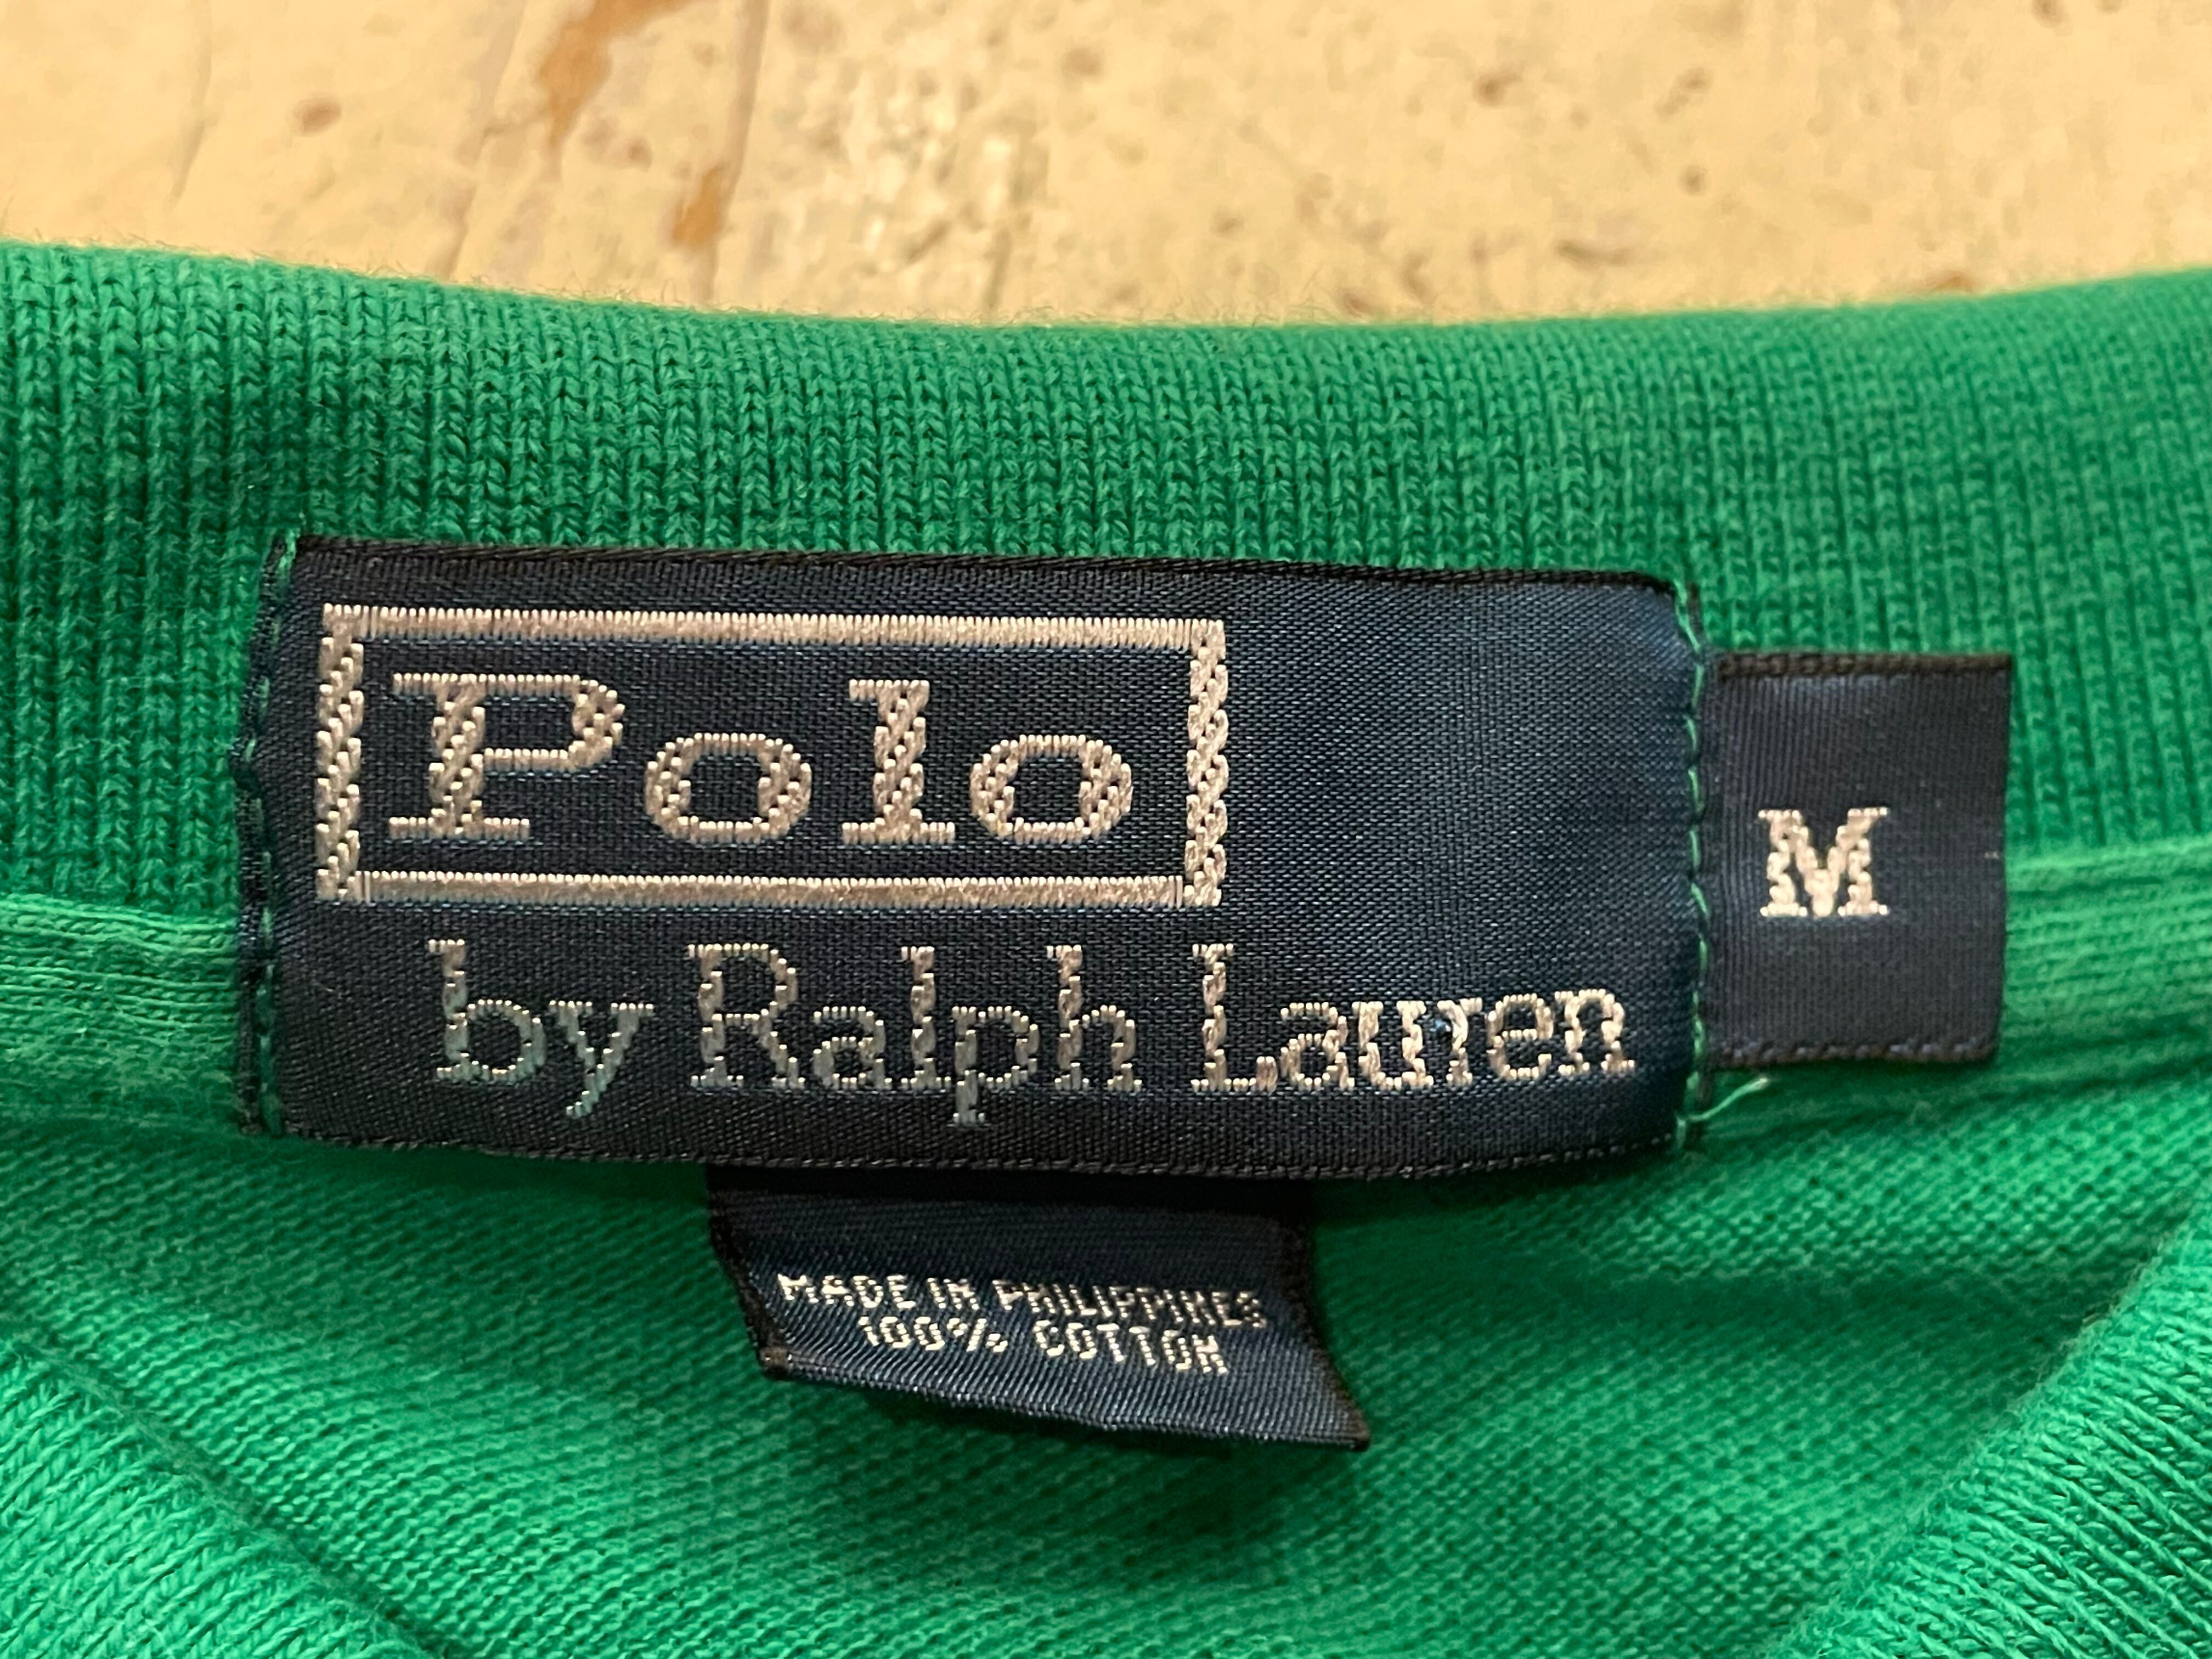 Polo
by Ralph Lauren
M
MADE IN PHILIPPINES
100% COTTON